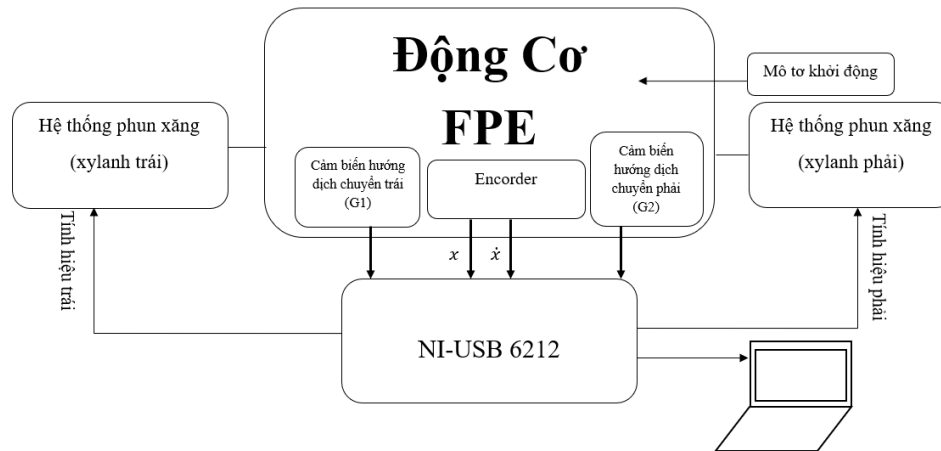 Động Cơ
FPE
Mô tơ khởi động
Hệ thống phun xăng
(xylanh trái)
Hệ thống phun xăng
(xylanh phải)
Cảm biến hướng
dịch chuyển trái
(G1)
Encorder
Cảm biến
hướng dịch
chuyển phải
(G2)
x
ẋ
Tính hiệu trái
Tính hiệu phải
NI-USB 6212